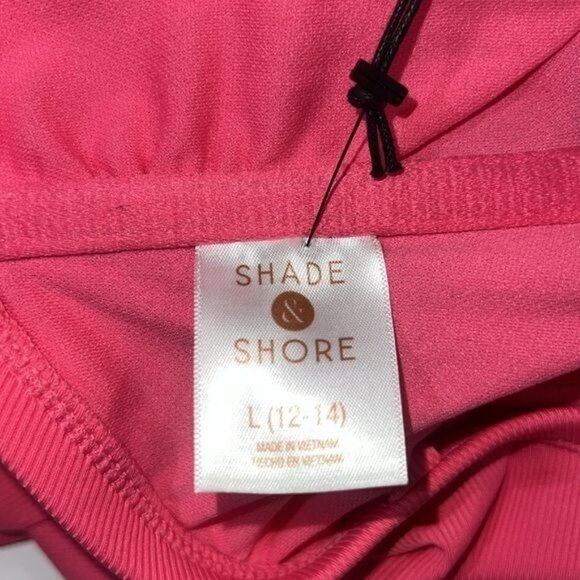 SHADE
&
SHORE
L (12-14)
MADE IN VIETNAM
HECHO EN VIETNAM